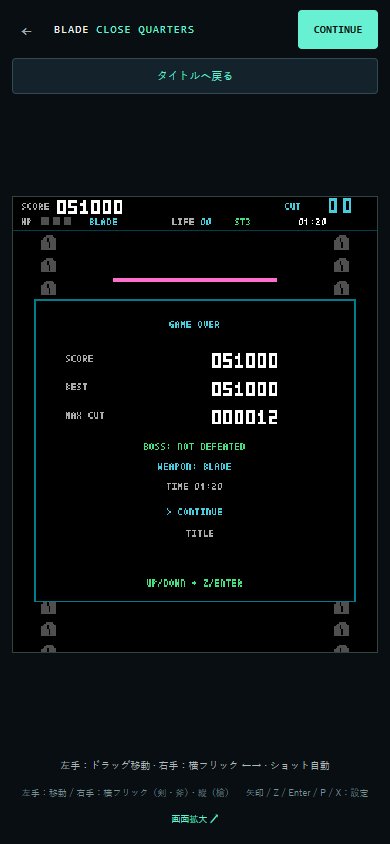 ← BLADE CLOSE QUARTERS CONTINUE
タイトルへ戻る
SCORE 051000 CUT 00
HP BLADE LIFE 00 ST3 01:20
GAME OVER
SCORE 051000
BEST 051000
MAX CUT 000012
BOSS: NOT DEFEATED
WEAPON: BLADE
TIME 01:20
> CONTINUE
TITLE
UP/DOWN + Z/ENTER
左手：ドラッグ移動・右手：横フリック ←→・ショット自動
左手：移動 / 右手：横フリック（剣・斧）・縦（槍） 矢印 / Z / Enter / P / X：設定
画面拡大 ⤢